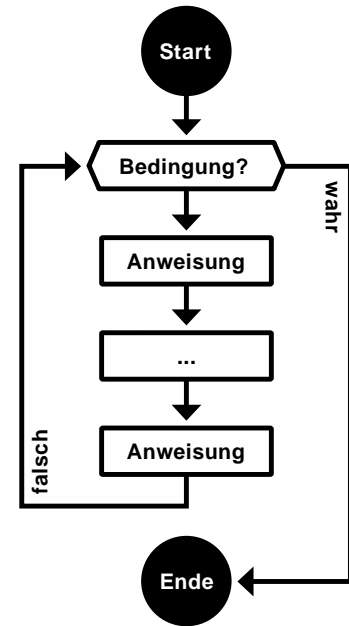 Start
Bedingung?
wahr
Anweisung
...
Anweisung
falsch
Ende